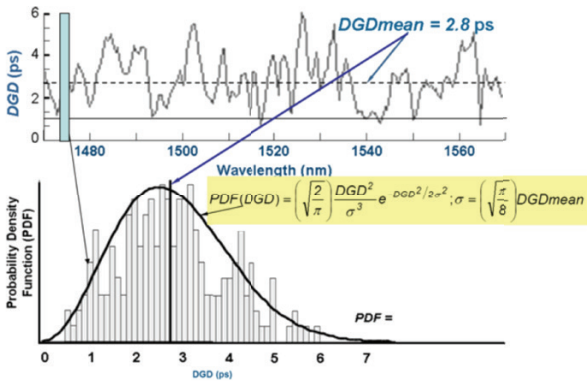 DGDmean = 2.8 ps
DGD (ps)
6
4
2
0
1480 1500 1520 1540 1560
Wavelength (nm)
PDF(DGD) = (√(2/π)) DGD²/σ³ e^(-DGD²/2σ²); σ = (√(π/8)) DGDmean
Probability Density
Function (PDF)
PDF =
0 1 2 3 4 5 6 7
DGD (ps)